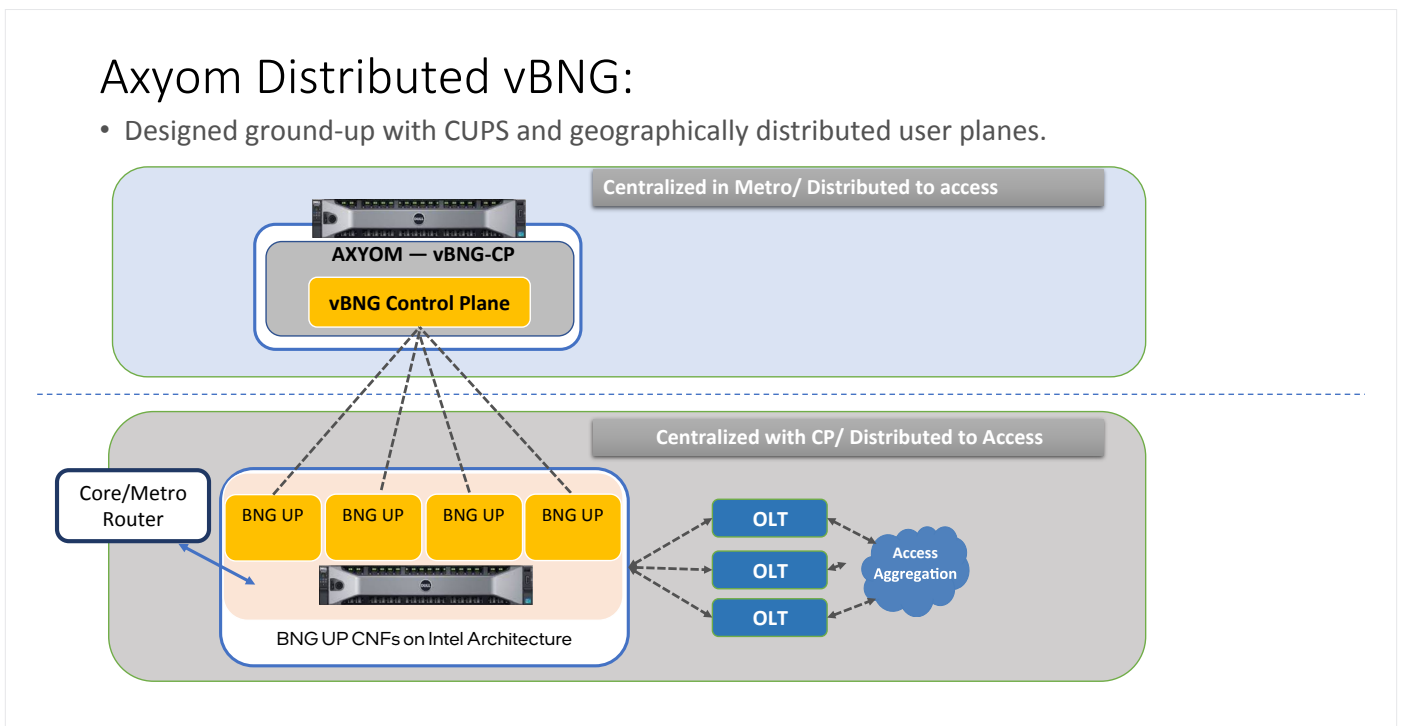 Axyom Distributed vBNG:
• Designed ground-up with CUPS and geographically distributed user planes.
Centralized in Metro/ Distributed to access
AXYOM — vBNG-CP
vBNG Control Plane
Centralized with CP/ Distributed to Access
Core/Metro
Router
BNG UP
BNG UP
BNG UP
BNG UP
BNG UP CNFs on Intel Architecture
OLT
OLT
OLT
Access
Aggregation